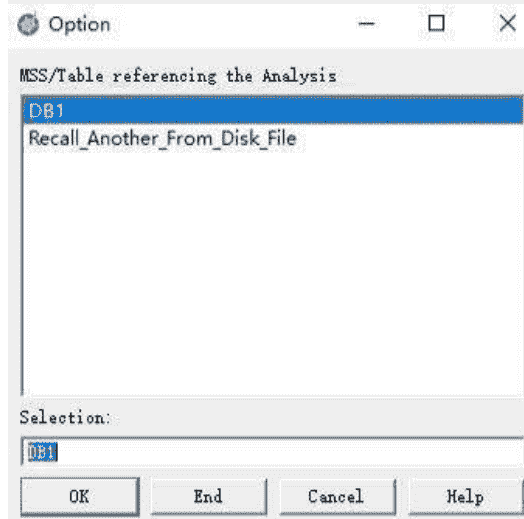 Option
MSS/Table referencing the Analysis
DB1
Recall_Another_From_Disk_File
Selection:
DB1
OK End Cancel Help